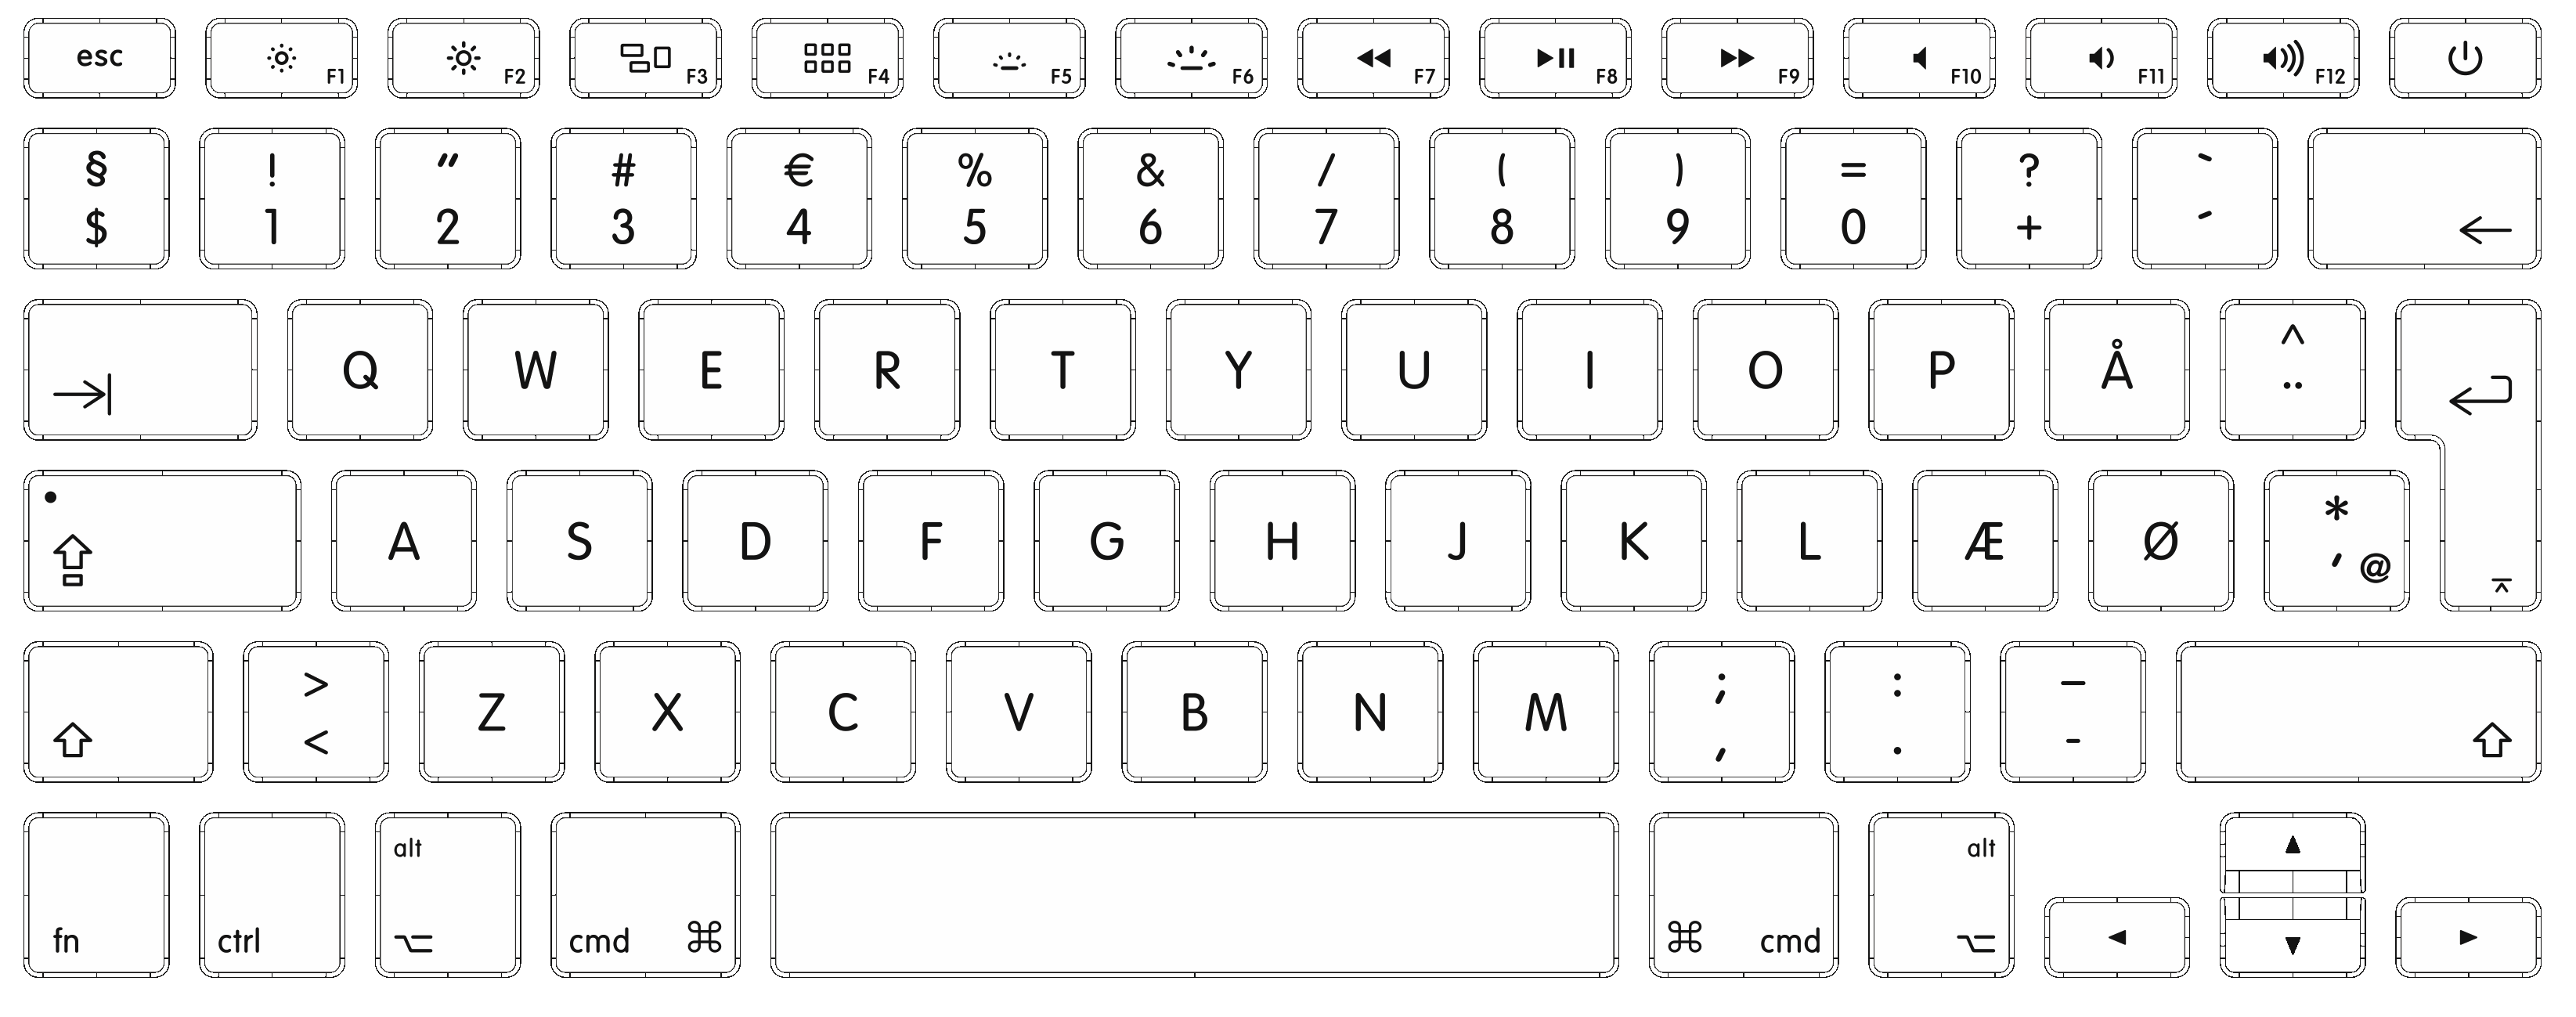 esc F1 F2 F3 F4 F5 F6 F7 F8 F9 F10 F11 F12
§ ! " # € % & / ( ) = ? `
$ 1 2 3 4 5 6 7 8 9 0 + ´
Q W E R T Y U I O P Å ^
¨
A S D F G H J K L Æ Ø *
' @
> Z X C V B N M ; : _
< , . -
alt alt
fn ctrl ⌥ cmd ⌘ ⌘ cmd ⌥